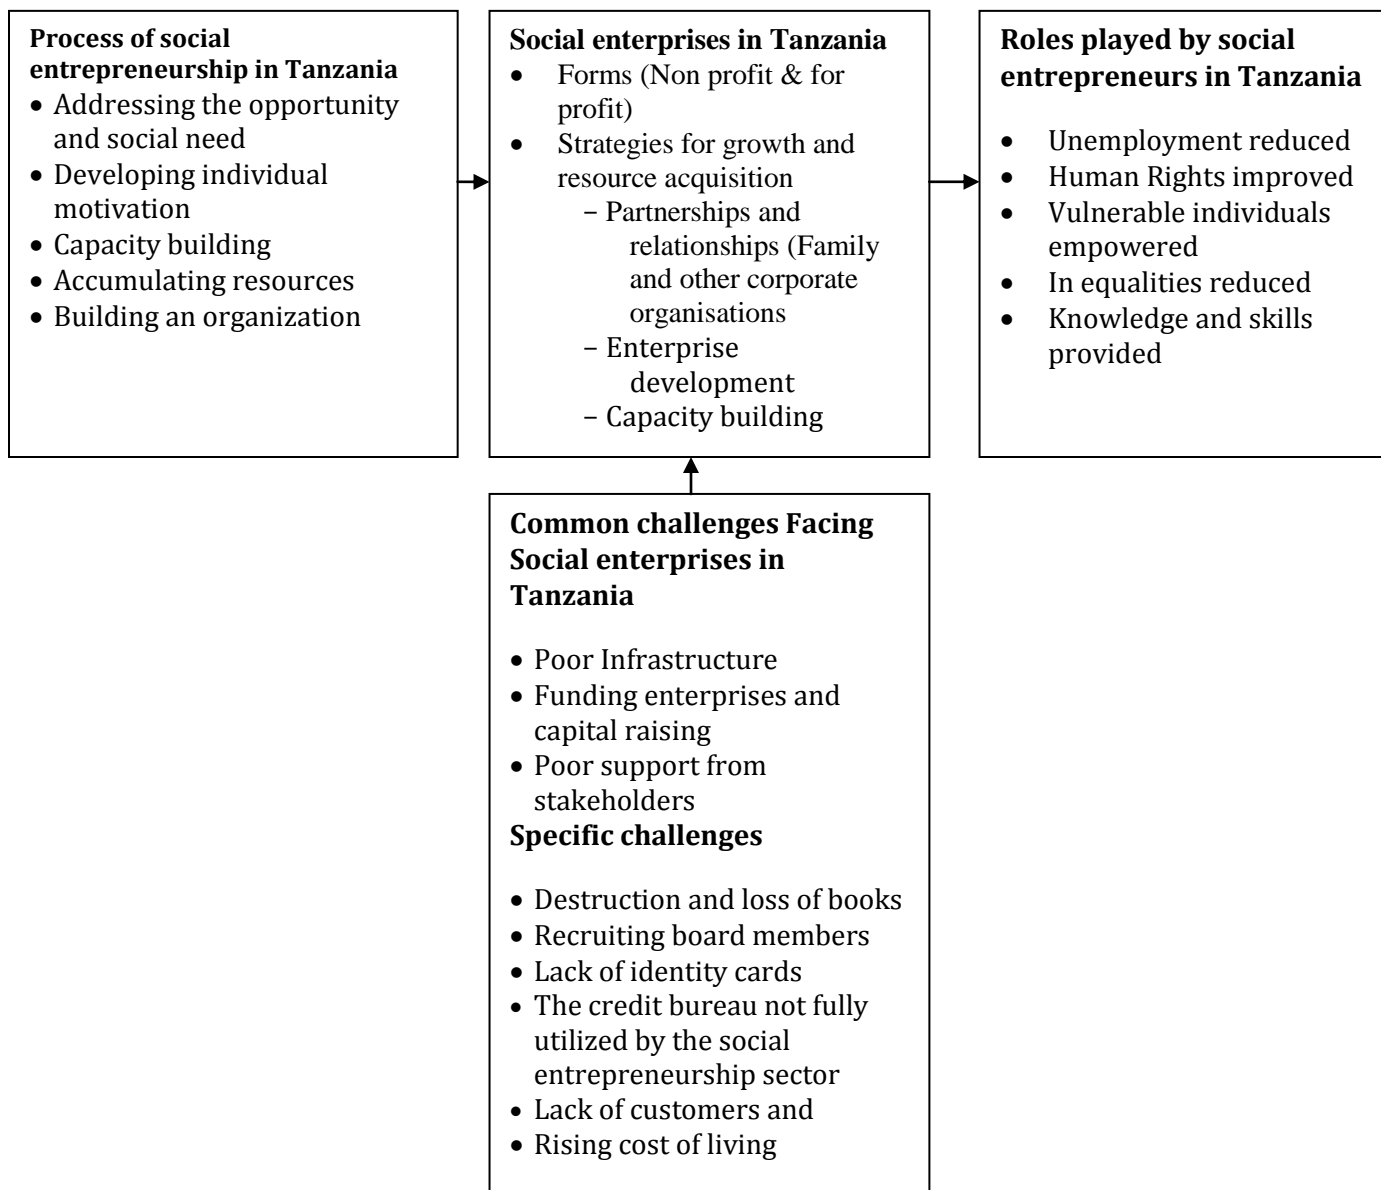 Process of social
entrepreneurship in Tanzania
• Addressing the opportunity
and social need
• Developing individual
motivation
• Capacity building
• Accumulating resources
• Building an organization
Social enterprises in Tanzania
• Forms (Non profit & for
profit)
• Strategies for growth and
resource acquisition
− Partnerships and
relationships (Family
and other corporate
organisations
− Enterprise
development
− Capacity building
Roles played by social
entrepreneurs in Tanzania
• Unemployment reduced
• Human Rights improved
• Vulnerable individuals
empowered
• In equalities reduced
• Knowledge and skills
provided
Common challenges Facing
Social enterprises in
Tanzania
• Poor Infrastructure
• Funding enterprises and
capital raising
• Poor support from
stakeholders
Specific challenges
• Destruction and loss of books
• Recruiting board members
• Lack of identity cards
• The credit bureau not fully
utilized by the social
entrepreneurship sector
• Lack of customers and
• Rising cost of living